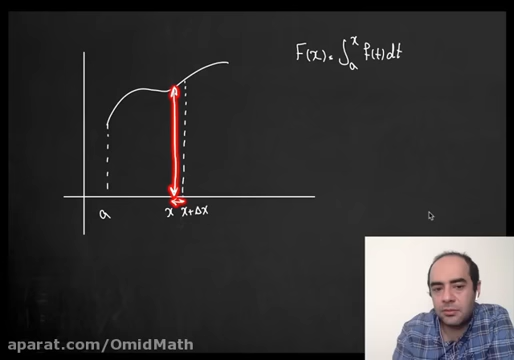 F(x) = ∫ₐˣ f(t) dt
a
x
x+Δx
aparat.com/OmidMath